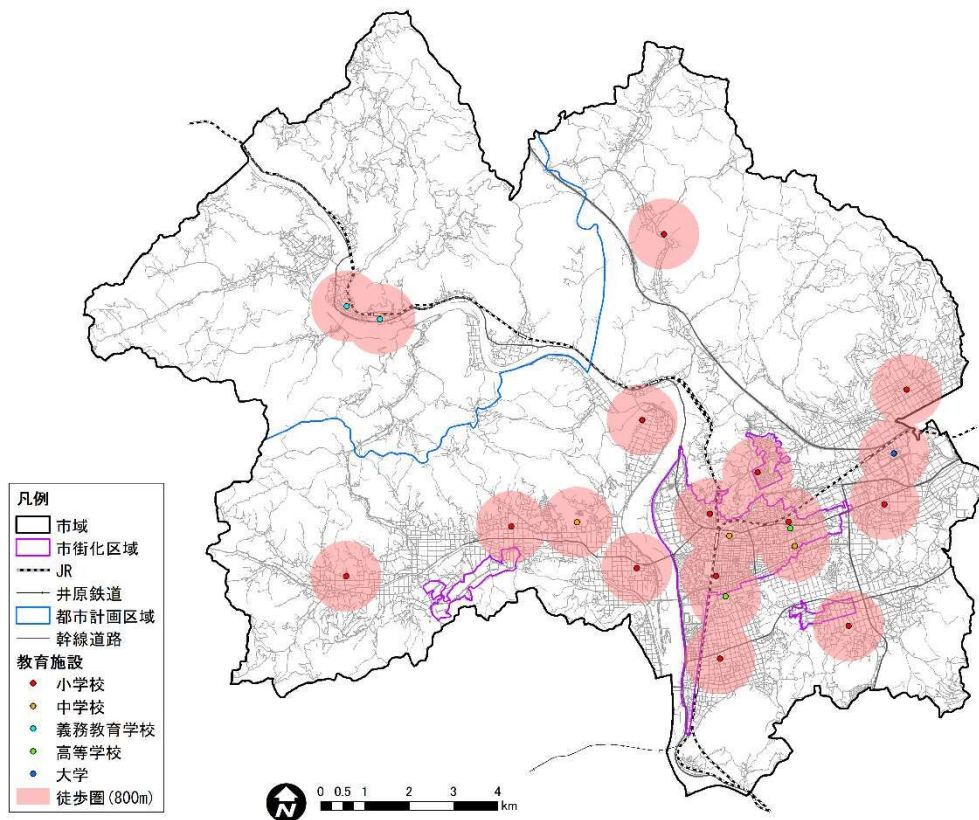 凡例
市域
市街化区域
JR
井原鉄道
都市計画区域
幹線道路
教育施設
小学校
中学校
義務教育学校
高等学校
大学
徒歩圏(800m)
N
0 0.5 1 2 3 4
km